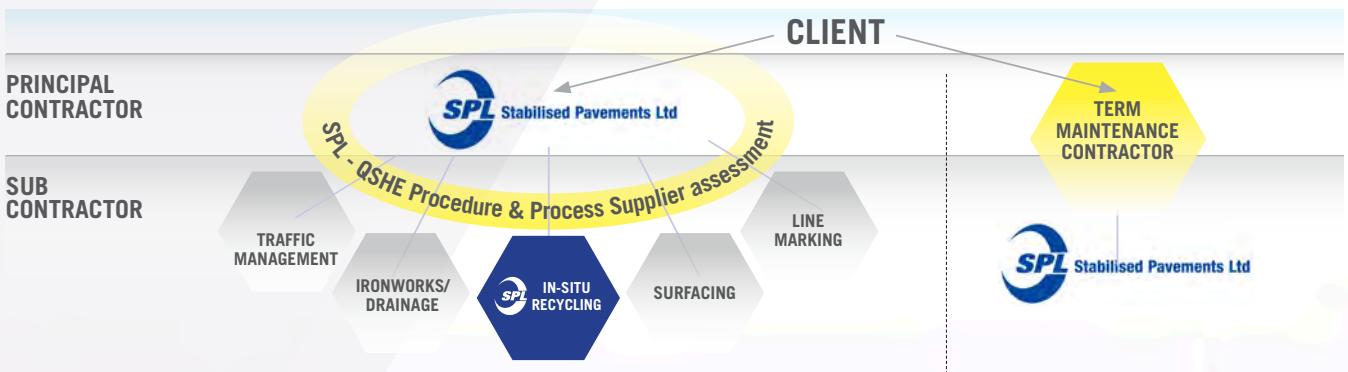 CLIENT
PRINCIPAL
CONTRACTOR
SPL Stabilised Pavements Ltd
TERM
MAINTENANCE
CONTRACTOR
SPL - QSHE Procedure & Process Supplier assessment
SUB
CONTRACTOR
TRAFFIC
MANAGEMENT
IRONWORKS/
DRAINAGE
SPL IN-SITU
RECYCLING
SURFACING
LINE
MARKING
SPL Stabilised Pavements Ltd